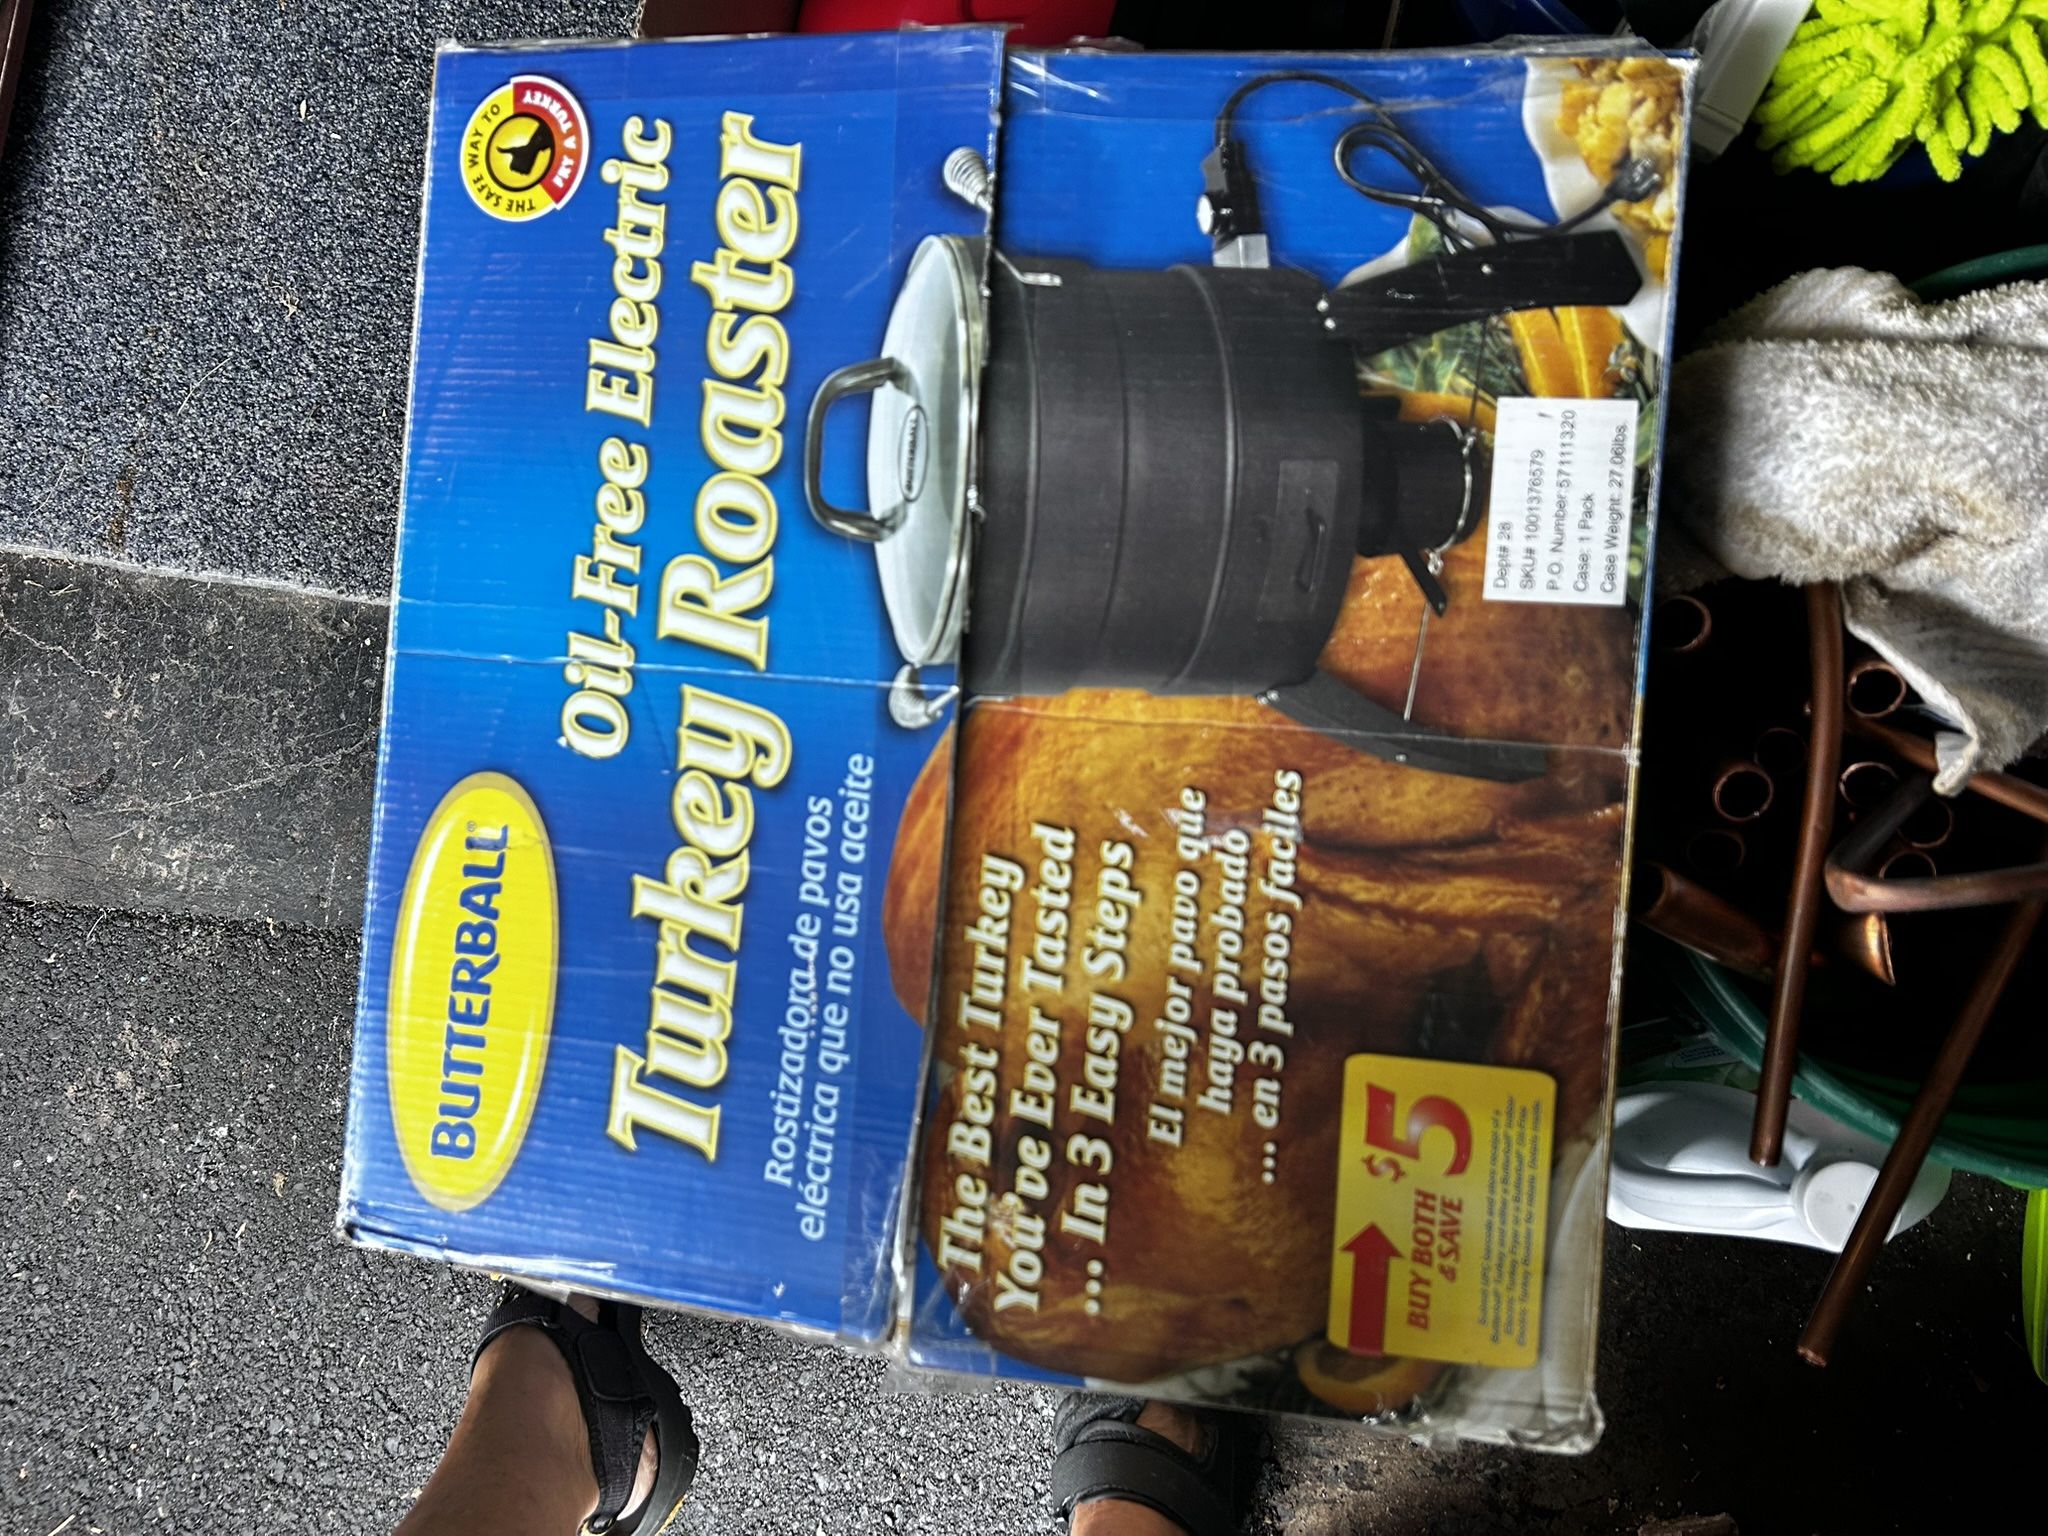 BUTTERBALL®
THE SAFE WAY TO
FRY A TURKEY
Oil-Free Electric
Turkey Roaster
Rostizadora de pavos
eléctrica que no usa aceite
BUTTERBALL
The Best Turkey
You've Ever Tasted
... In 3 Easy Steps
El mejor pavo que
haya probado
... en 3 pasos faciles
Dept# 28
SKU# 1001376579
P.O. Number:57111320
Case: 1 Pack
Case Weight: 27.06lbs.
BUY BOTH
& SAVE
$5